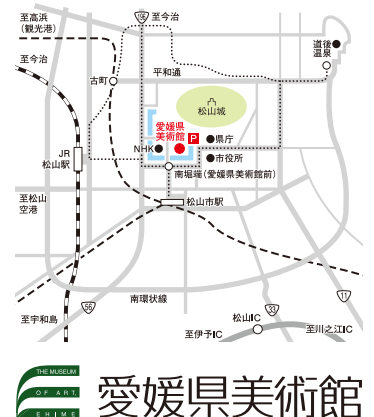 至高浜
(観光港)
196
至今治
道後
温泉
至今治
古町
平和通
松山城
愛媛県
美術館
P
県庁
NHK
市役所
JR
松山駅
南堀端(愛媛県美術館前)
至松山
空港
松山市駅
56
南環状線
33
11
至宇和島
松山IC
至伊予IC
至川之江IC
THE MUSEUM
OF ART,
EHIME
愛媛県美術館